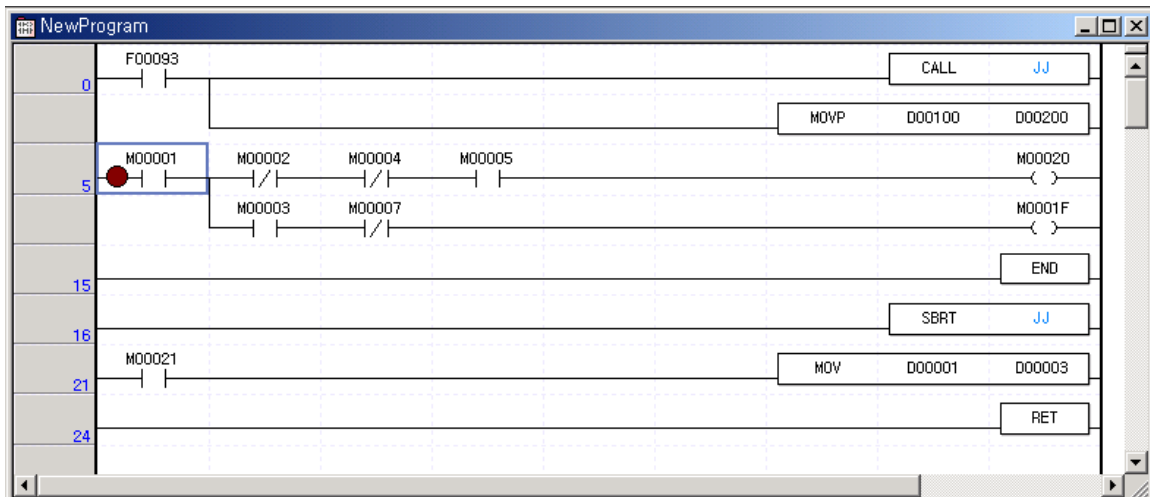 NewProgram
F00093
0 CALL JJ
MOVP D00100 D00200
M00001 M00002 M00004 M00005 M00020
5
M00003 M00007 M0001F
END
15
SBRT JJ
16
M00021
MOV D00001 D00003
21
RET
24